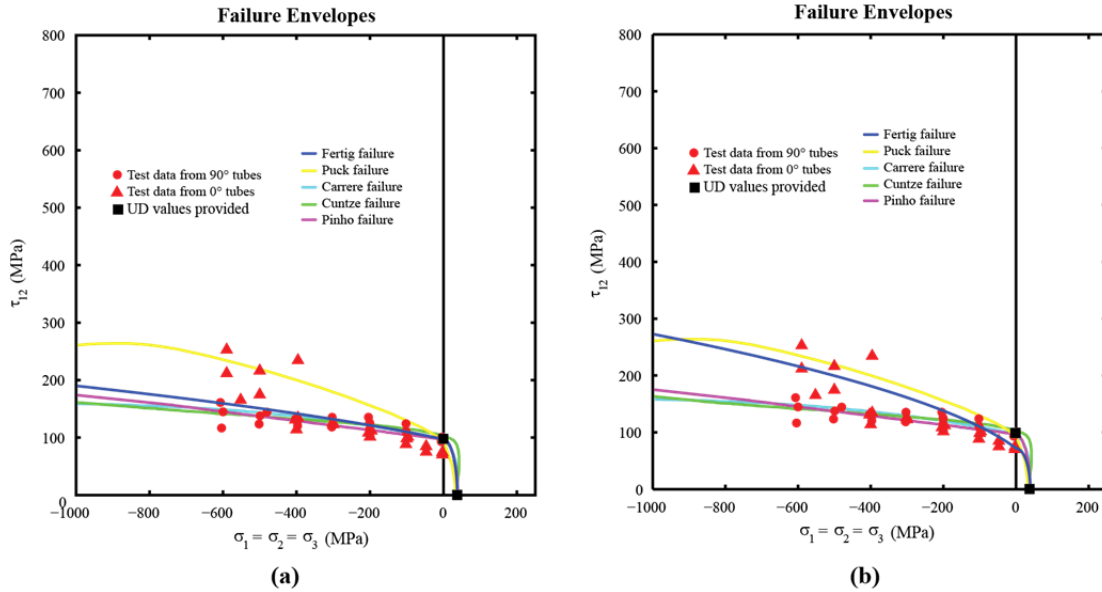 Failure Envelopes
800
700
600
500
400
300
200
100
0
τ12 (MPa)
Test data from 90° tubes
Test data from 0° tubes
UD values provided
Fertig failure
Puck failure
Carrere failure
Cuntze failure
Pinho failure
−1000 −800 −600 −400 −200 0 200
σ1 = σ2 = σ3 (MPa)
(a)
Failure Envelopes
800
700
600
500
400
300
200
100
0
τ12 (MPa)
Test data from 90° tubes
Test data from 0° tubes
UD values provided
Fertig failure
Puck failure
Carrere failure
Cuntze failure
Pinho failure
−1000 −800 −600 −400 −200 0 200
σ1 = σ2 = σ3 (MPa)
(b)